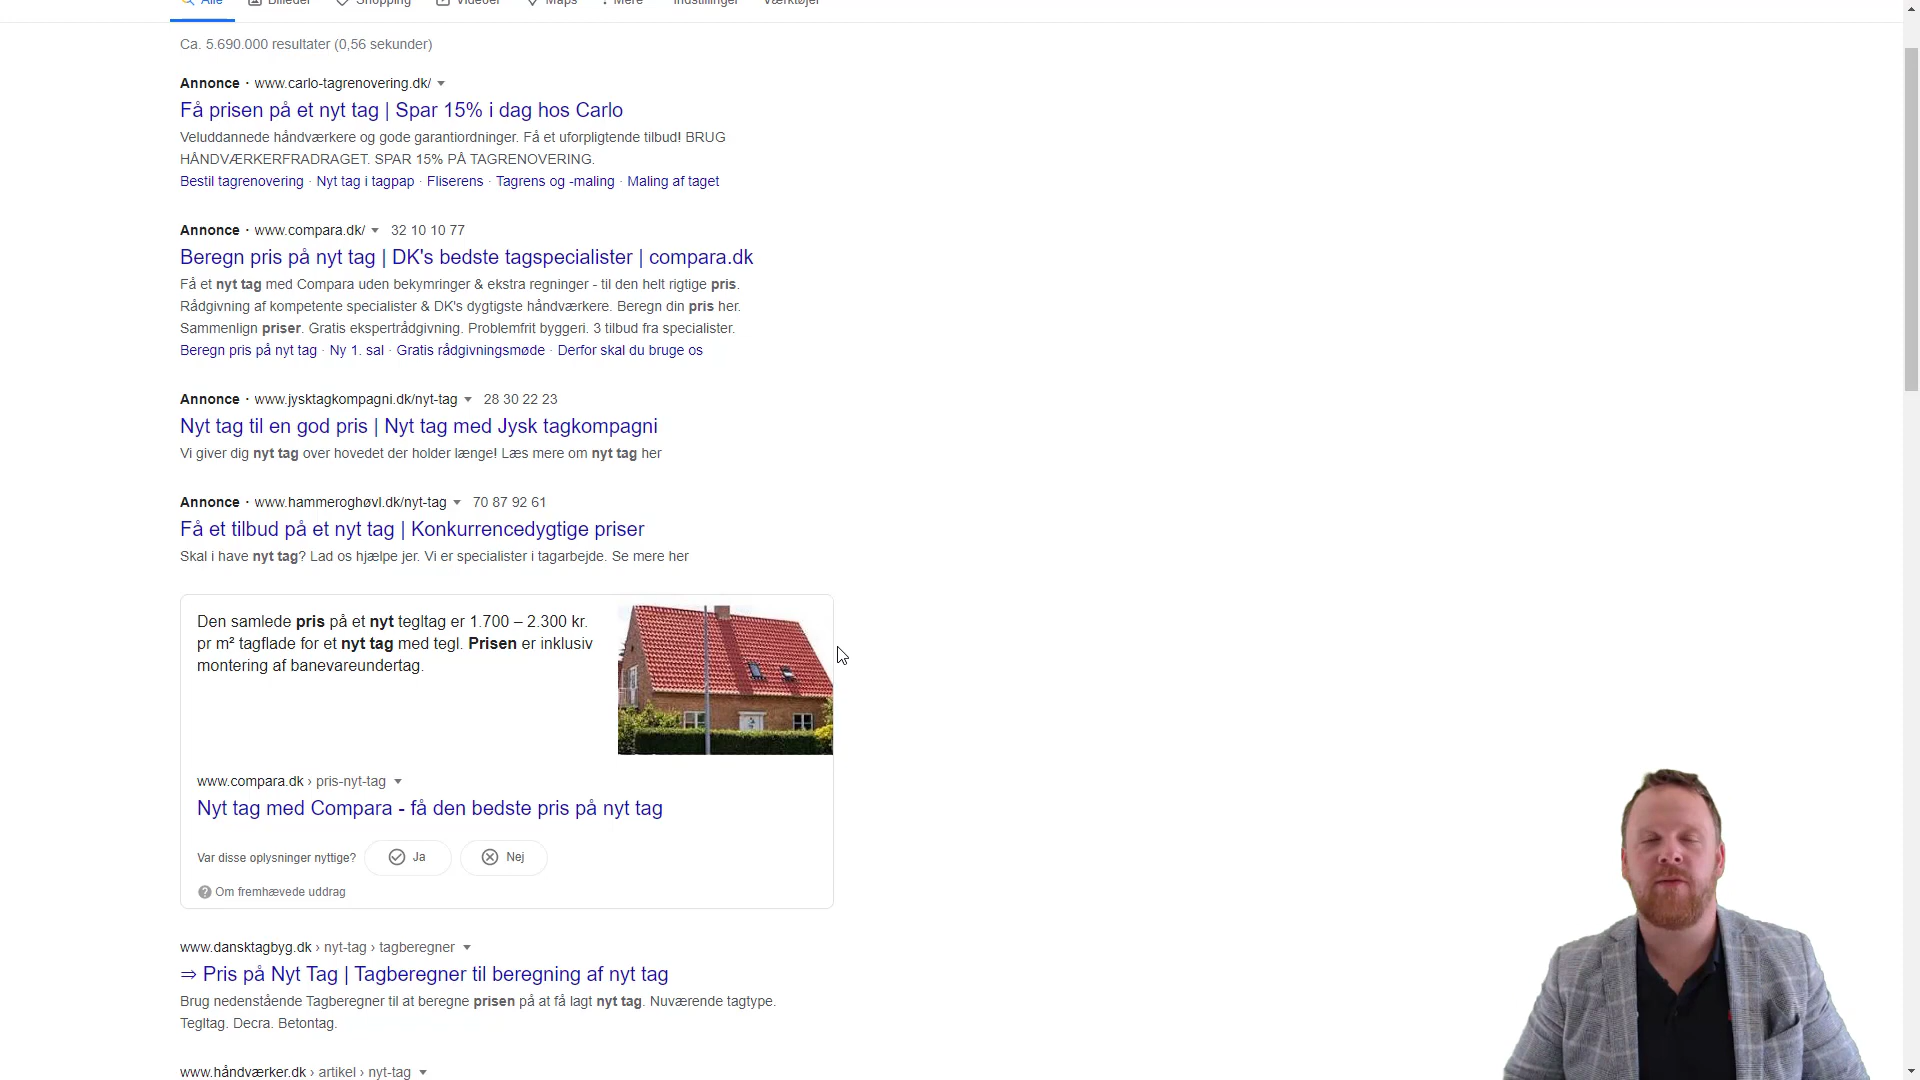 Alle Billeder Shopping Videoer Maps Mere Indstillinger Værktøjer
Ca. 5.690.000 resultater (0,56 sekunder)
Annonce · www.carlo-tagrenovering.dk/
Få prisen på et nyt tag | Spar 15% i dag hos Carlo
Veluddannede håndværkere og gode garantiordninger. Få et uforpligtende tilbud! BRUG
HÅNDVÆRKERFRADRAGET. SPAR 15% PÅ TAGRENOVERING.
Bestil tagrenovering · Nyt tag i tagpap · Fliserens · Tagrens og -maling · Maling af taget
Annonce · www.compara.dk/ 32 10 10 77
Beregn pris på nyt tag | DK's bedste tagspecialister | compara.dk
Få et nyt tag med Compara uden bekymringer & ekstra regninger - til den helt rigtige pris.
Rådgivning af kompetente specialister & DK's dygtigste håndværkere. Beregn din pris her.
Sammenlign priser. Gratis ekspertrådgivning. Problemfrit byggeri. 3 tilbud fra specialister.
Beregn pris på nyt tag · Ny 1. sal · Gratis rådgivningsmøde · Derfor skal du bruge os
Annonce · www.jysktagkompagni.dk/nyt-tag 28 30 22 23
Nyt tag til en god pris | Nyt tag med Jysk tagkompagni
Vi giver dig nyt tag over hovedet der holder længe! Læs mere om nyt tag her
Annonce · www.hammeroghøvl.dk/nyt-tag 70 87 92 61
Få et tilbud på et nyt tag | Konkurrencedygtige priser
Skal i have nyt tag? Lad os hjælpe jer. Vi er specialister i tagarbejde. Se mere her
Den samlede pris på et nyt tegltag er 1.700 – 2.300 kr.
pr m² tagflade for et nyt tag med tegl. Prisen er inklusiv
montering af banevareundertag.
www.compara.dk › pris-nyt-tag
Nyt tag med Compara - få den bedste pris på nyt tag
Var disse oplysninger nyttige? Ja Nej
Om fremhævede uddrag
www.dansktagbyg.dk › nyt-tag › tagberegner
⇒ Pris på Nyt Tag | Tagberegner til beregning af nyt tag
Brug nedenstående Tagberegner til at beregne prisen på at få lagt nyt tag. Nuværende tagtype.
Tegltag. Decra. Betontag.
www.håndværker.dk › artikel › nyt-tag